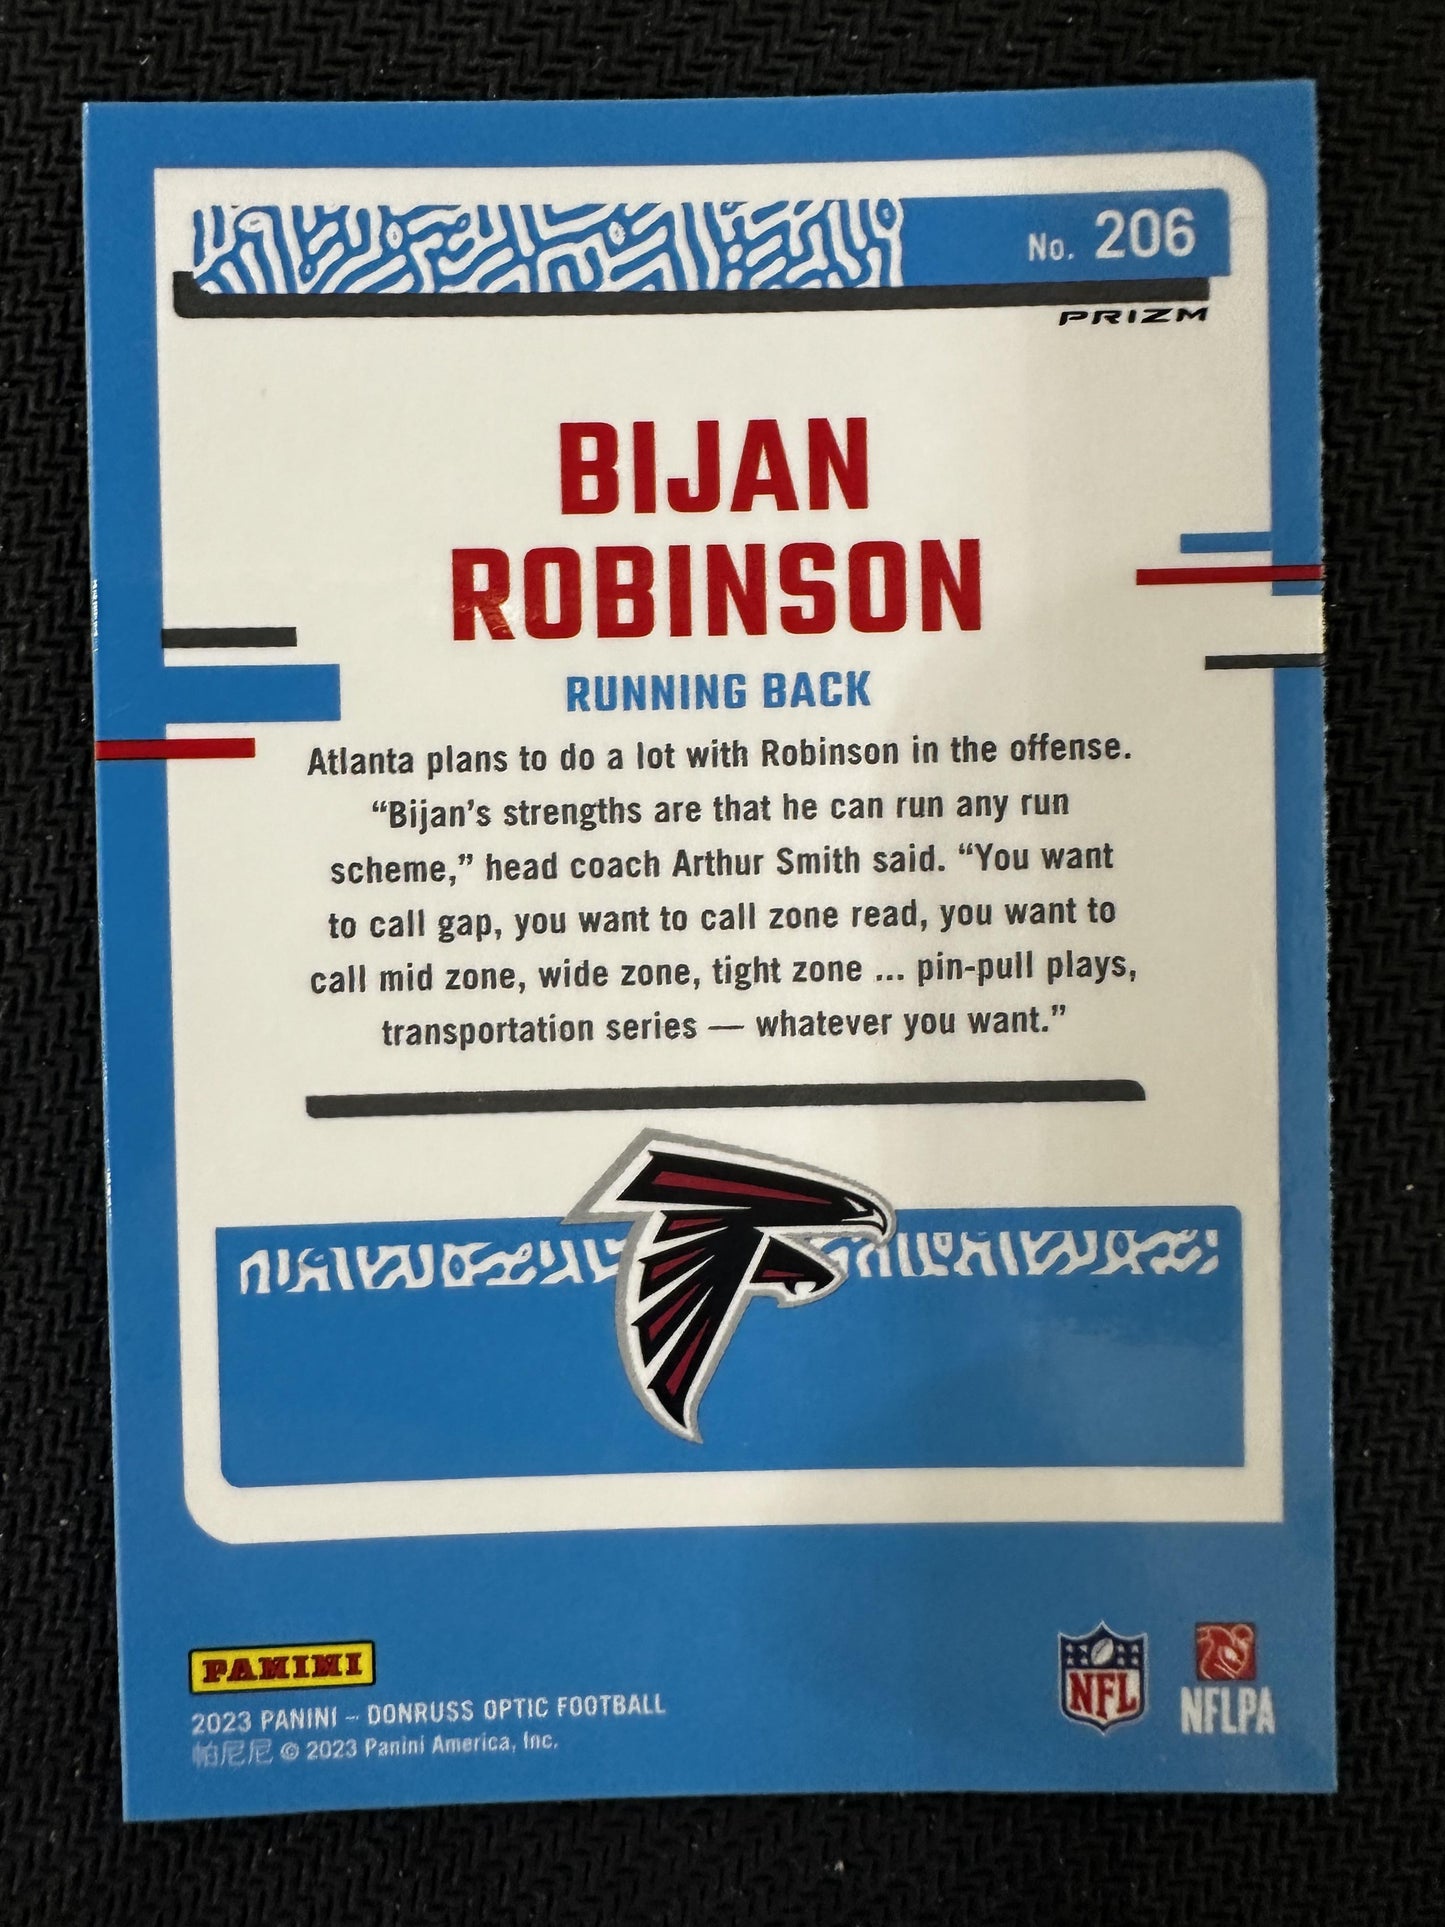 No. 206
PRIZM
BIJAN
ROBINSON
RUNNING BACK
Atlanta plans to do a lot with Robinson in the offense.
“Bijan’s strengths are that he can run any run
scheme,” head coach Arthur Smith said. “You want
to call gap, you want to call zone read, you want to
call mid zone, wide zone, tight zone ... pin-pull plays,
transportation series — whatever you want.”
PANINI
2023 PANINI – DONRUSS OPTIC FOOTBALL
帕尼尼 © 2023 Panini America, Inc.
NFL
NFLPA